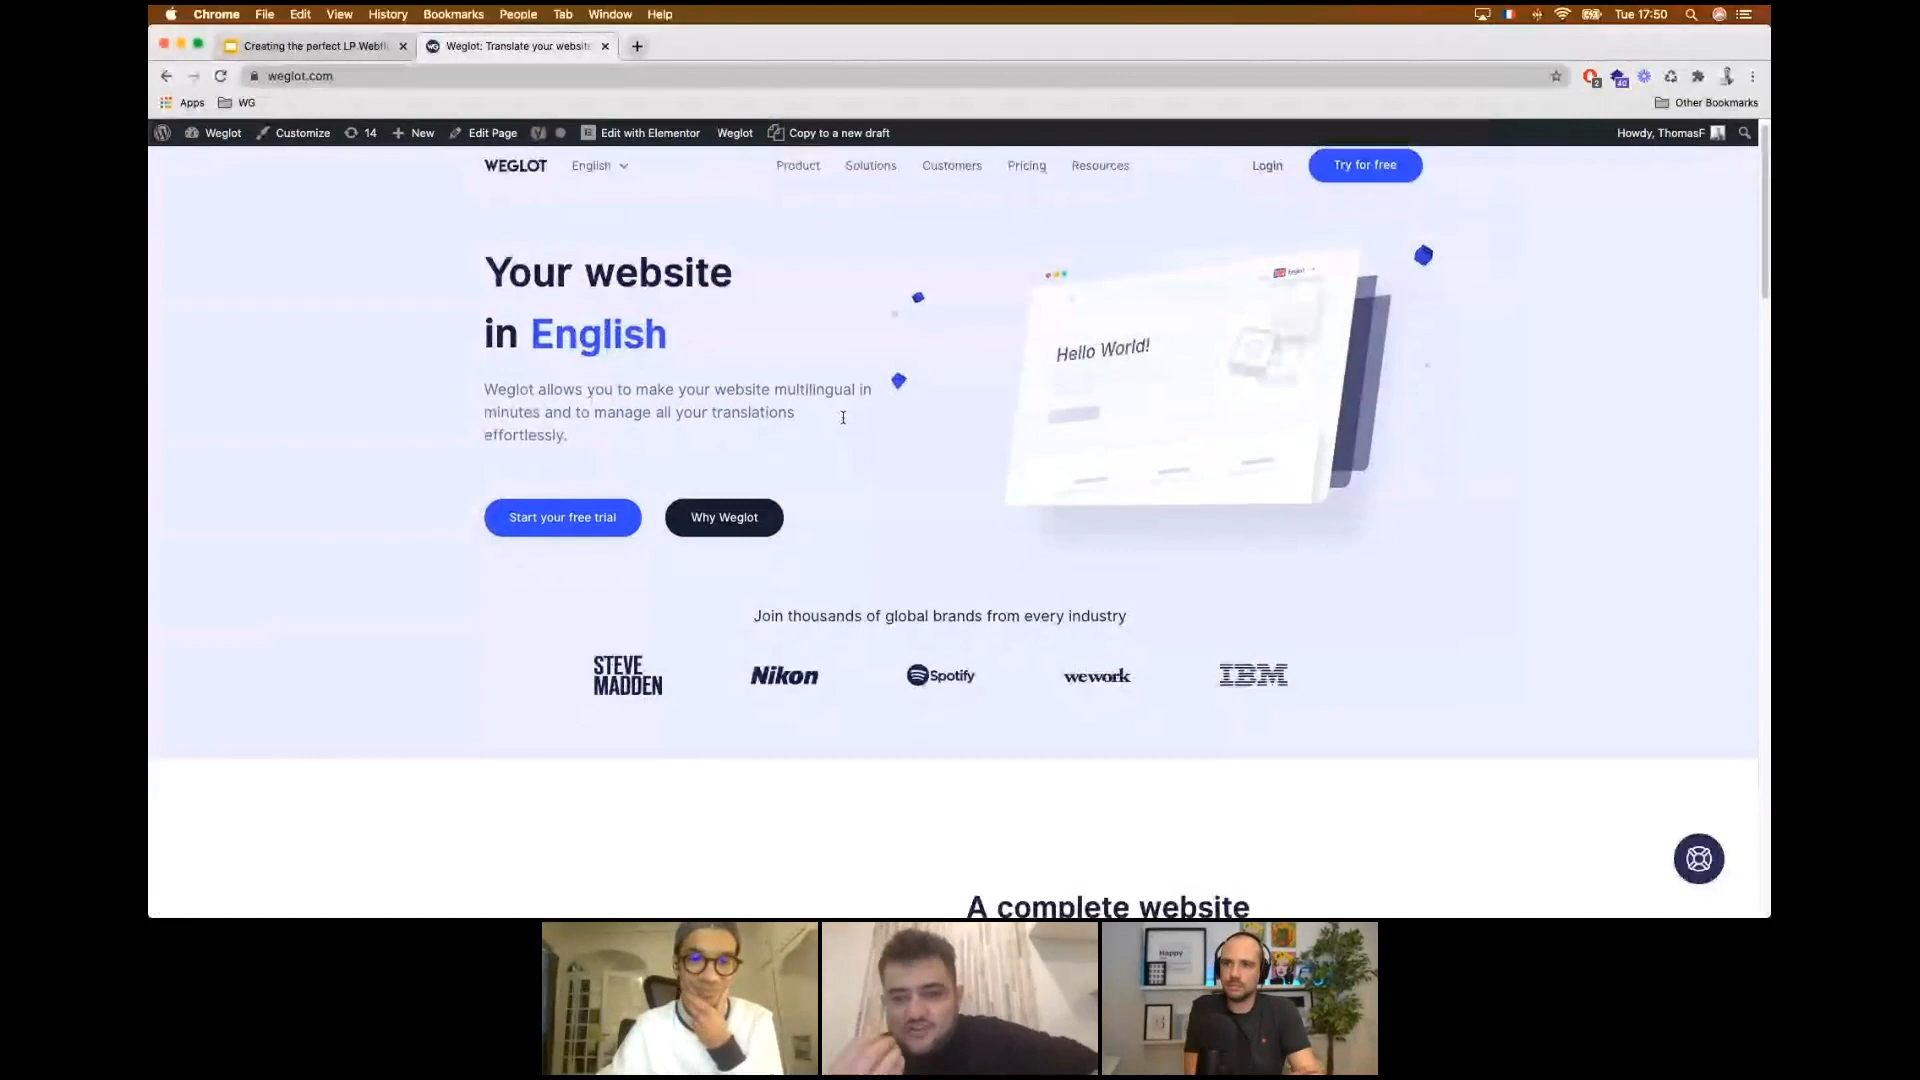 Chrome File Edit View History Bookmarks People Tab Window Help
Tue 17:50
Creating the perfect LP Webfl
Weglot: Translate your website
weglot.com
Apps WG
Other Bookmarks
Weglot Customize 14 New Edit Page Edit with Elementor Weglot Copy to a new draft
Howdy, ThomasF
WEGLOT English Product Solutions Customers Pricing Resources Login Try for free
Your website
in English
Weglot allows you to make your website multilingual in
minutes and to manage all your translations
effortlessly.
Start your free trial Why Weglot
Hello World!
Join thousands of global brands from every industry
STEVE
MADDEN
Nikon
Spotify
wework
IBM
A complete website
Happy